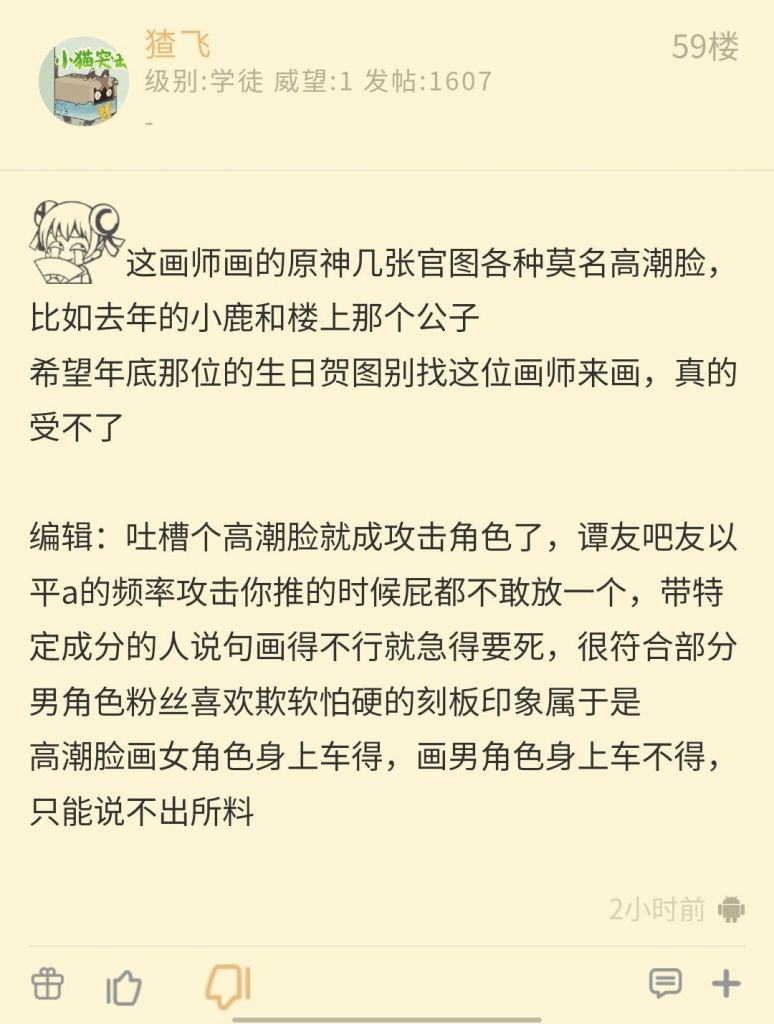 小猫突击
猹飞
59楼
级别:学徒 威望:1 发帖:1607
-
这画师画的原神几张官图各种莫名高潮脸，
比如去年的小鹿和楼上那个公子
希望年底那位的生日贺图别找这位画师来画，真的
受不了
编辑：吐槽个高潮脸就成攻击角色了，谭友吧友以
平a的频率攻击你推的时候屁都不敢放一个，带特
定成分的人说句画得不行就急得要死，很符合部分
男角色粉丝喜欢欺软怕硬的刻板印象属于是
高潮脸画女角色身上车得，画男角色身上车不得，
只能说不出所料
2小时前